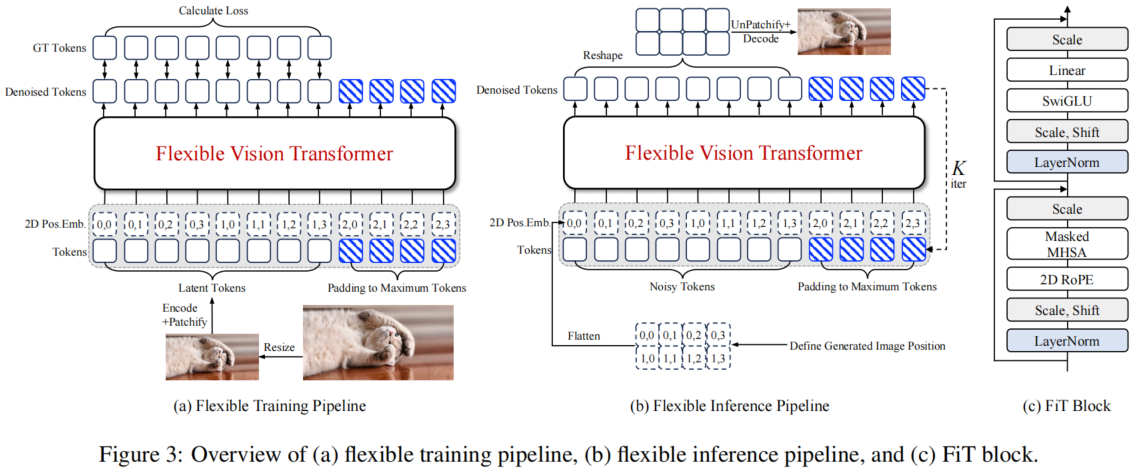 Calculate Loss
GT Tokens
Denoised Tokens
Flexible Vision Transformer
2D Pos.Emb.
0,0 0,1 0,2 0,3 1,0 1,1 1,2 1,3 2,0 2,1 2,2 2,3
Tokens
Latent Tokens
Padding to Maximum Tokens
Encode
+Patchify
Resize
(a) Flexible Training Pipeline
UnPatchify+
Decode
Reshape
Denoised Tokens
Flexible Vision Transformer
K
iter
2D Pos.Emb.
0,0 0,1 0,2 0,3 1,0 1,1 1,2 1,3 2,0 2,1 2,2 2,3
Tokens
Noisy Tokens
Padding to Maximum Tokens
Flatten
0,0 0,1 0,2 0,3
1,0 1,1 1,2 1,3
Define Generated Image Position
(b) Flexible Inference Pipeline
Scale
Linear
SwiGLU
Scale, Shift
LayerNorm
Scale
Masked
MHSA
2D RoPE
Scale, Shift
LayerNorm
(c) FiT Block
Figure 3: Overview of (a) flexible training pipeline, (b) flexible inference pipeline, and (c) FiT block.